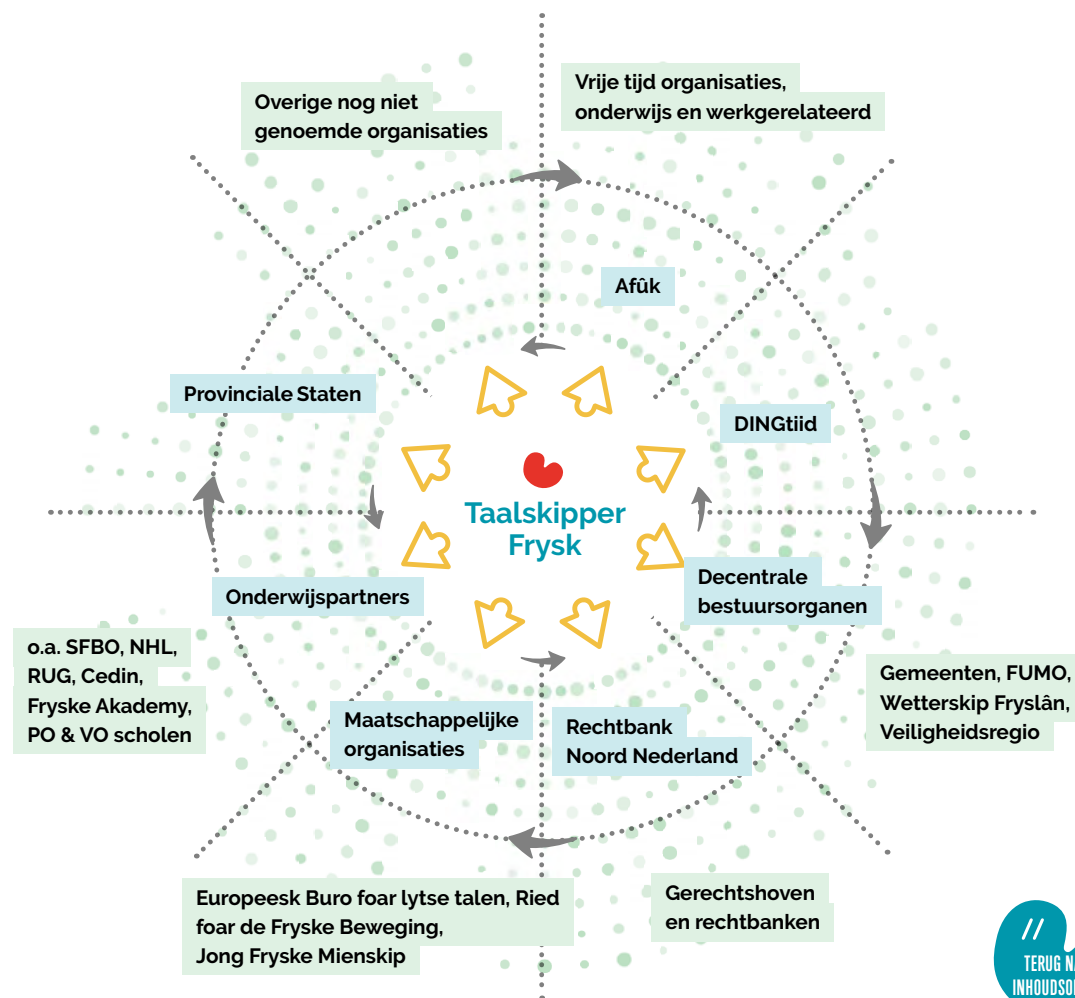 Vrije tijd organisaties,
onderwijs en werkgerelateerd
Overige nog niet
genoemde organisaties
Afûk
Provinciale Staten
DINGtiid
Taalskipper
Frysk
Onderwijspartners
Decentrale
bestuursorganen
o.a. SFBO, NHL,
RUG, Cedin,
Fryske Akademy,
PO & VO scholen
Gemeenten, FUMO,
Wetterskip Fryslân,
Veiligheidsregio
Maatschappelijke
organisaties
Rechtbank
Noord Nederland
Europeesk Buro foar lytse talen, Ried
foar de Fryske Beweging,
Jong Fryske Mienskip
Gerechtshoven
en rechtbanken
//
TERUG